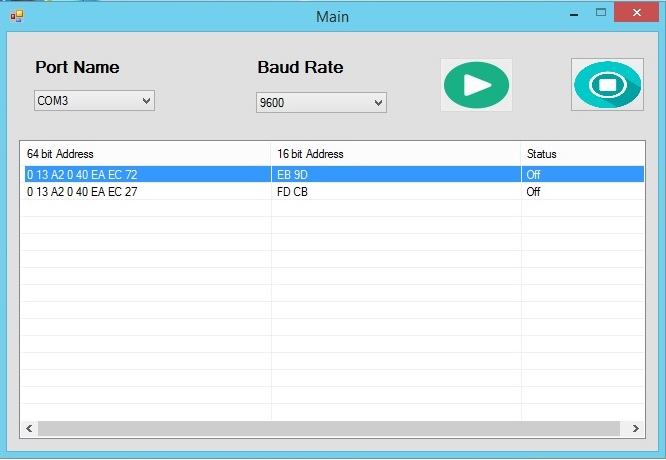 Main
Port Name
Baud Rate
COM3
9600
64 bit Address 16 bit Address Status
0 13 A2 0 40 EA EC 72 EB 9D Off
0 13 A2 0 40 EA EC 27 FD CB Off